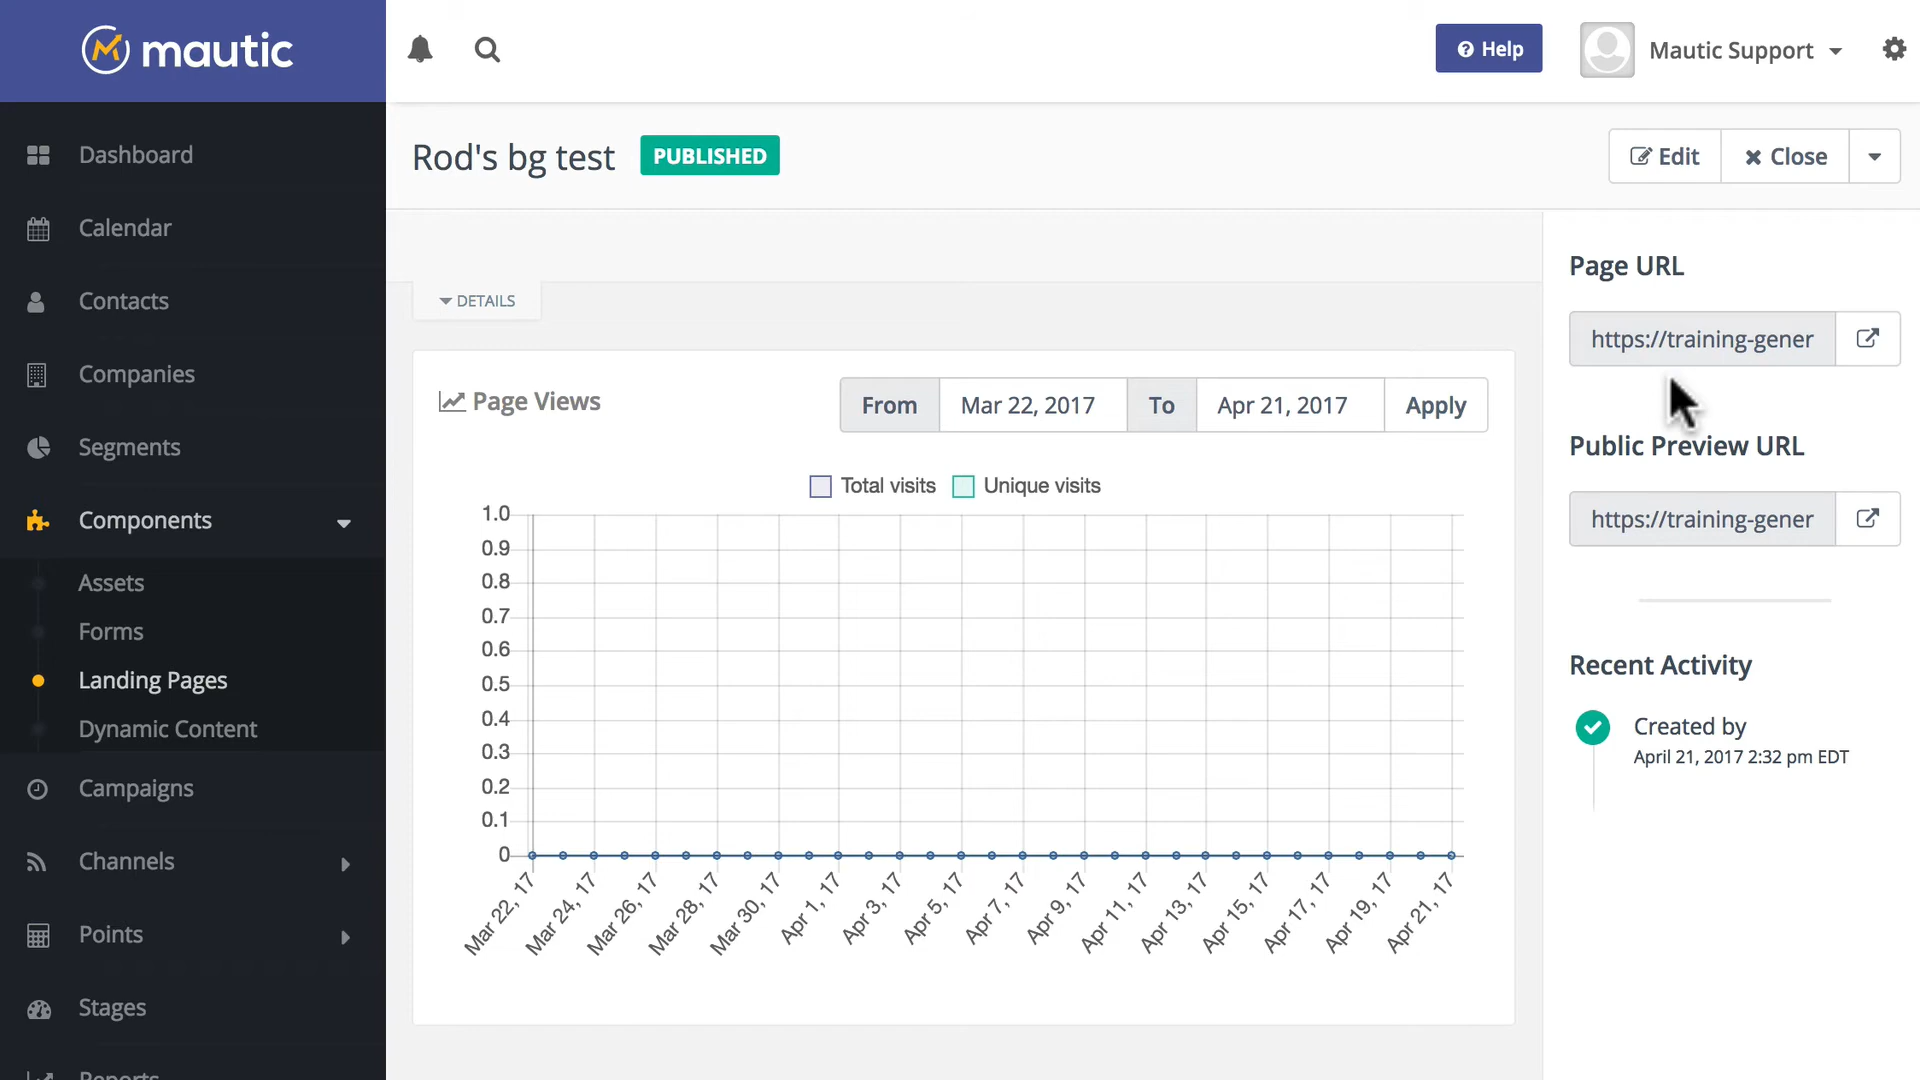 mautic
Help
Mautic Support
Dashboard
Calendar
Contacts
Companies
Segments
Components
Assets
Forms
Landing Pages
Dynamic Content
Campaigns
Channels
Points
Stages
Reports
Rod's bg test
PUBLISHED
Edit
Close
DETAILS
Page Views
From
Mar 22, 2017
To
Apr 21, 2017
Apply
Total visits
Unique visits
1.0
0.9
0.8
0.7
0.6
0.5
0.4
0.3
0.2
0.1
0
Mar 22, 17
Mar 24, 17
Mar 26, 17
Mar 28, 17
Mar 30, 17
Apr 1, 17
Apr 3, 17
Apr 5, 17
Apr 7, 17
Apr 9, 17
Apr 11, 17
Apr 13, 17
Apr 15, 17
Apr 17, 17
Apr 19, 17
Apr 21, 17
Page URL
https://training-gener
Public Preview URL
https://training-gener
Recent Activity
Created by
April 21, 2017 2:32 pm EDT